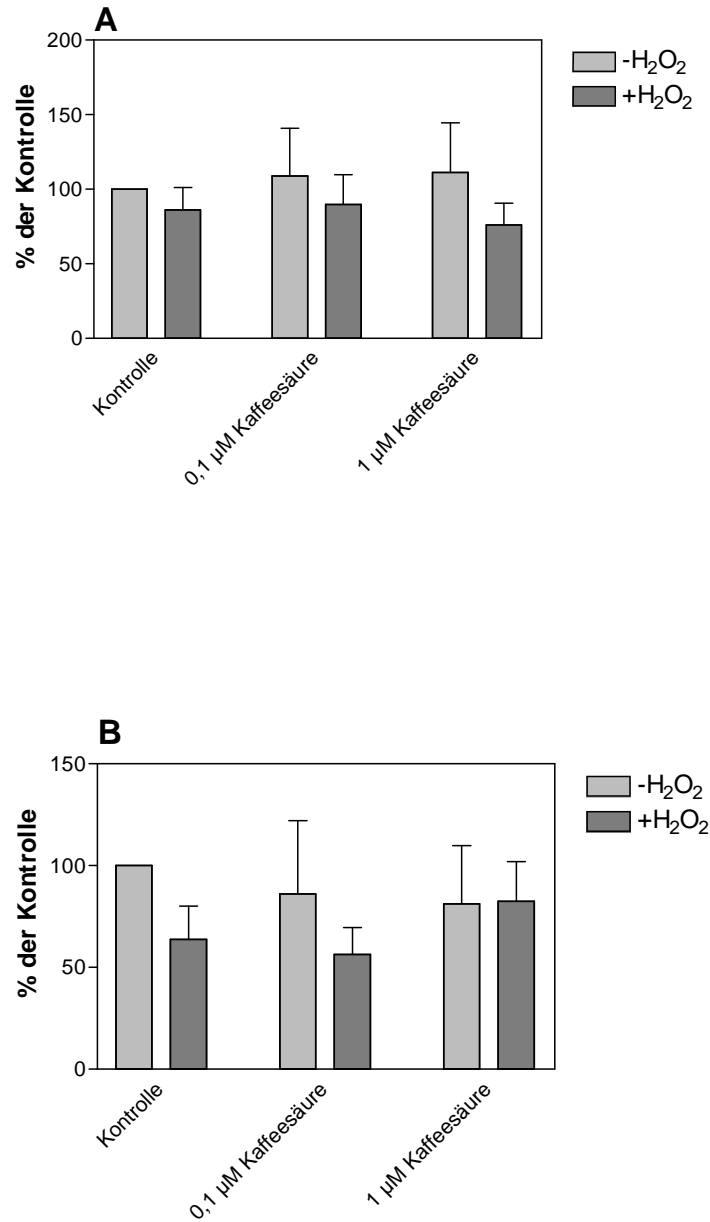 A
200
150
100
50
0
% der Kontrolle
-H₂O₂
+H₂O₂
Kontrolle
0,1 µM Kaffeesäure
1 µM Kaffeesäure
B
150
100
50
0
% der Kontrolle
-H₂O₂
+H₂O₂
Kontrolle
0,1 µM Kaffeesäure
1 µM Kaffeesäure